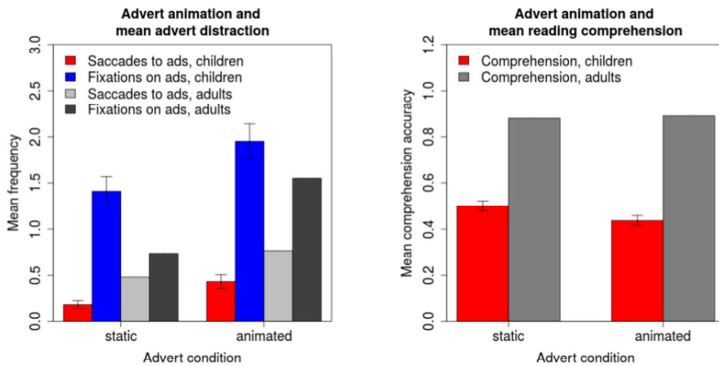 Advert animation and
mean advert distraction
Saccades to ads, children
Fixations on ads, children
Saccades to ads, adults
Fixations on ads, adults
Mean frequency
3.0
2.5
2.0
1.5
1.0
0.5
0.0
static
animated
Advert condition
Advert animation and
mean reading comprehension
Comprehension, children
Comprehension, adults
Mean comprehension accuracy
1.2
1.0
0.8
0.6
0.4
0.2
0.0
static
animated
Advert condition